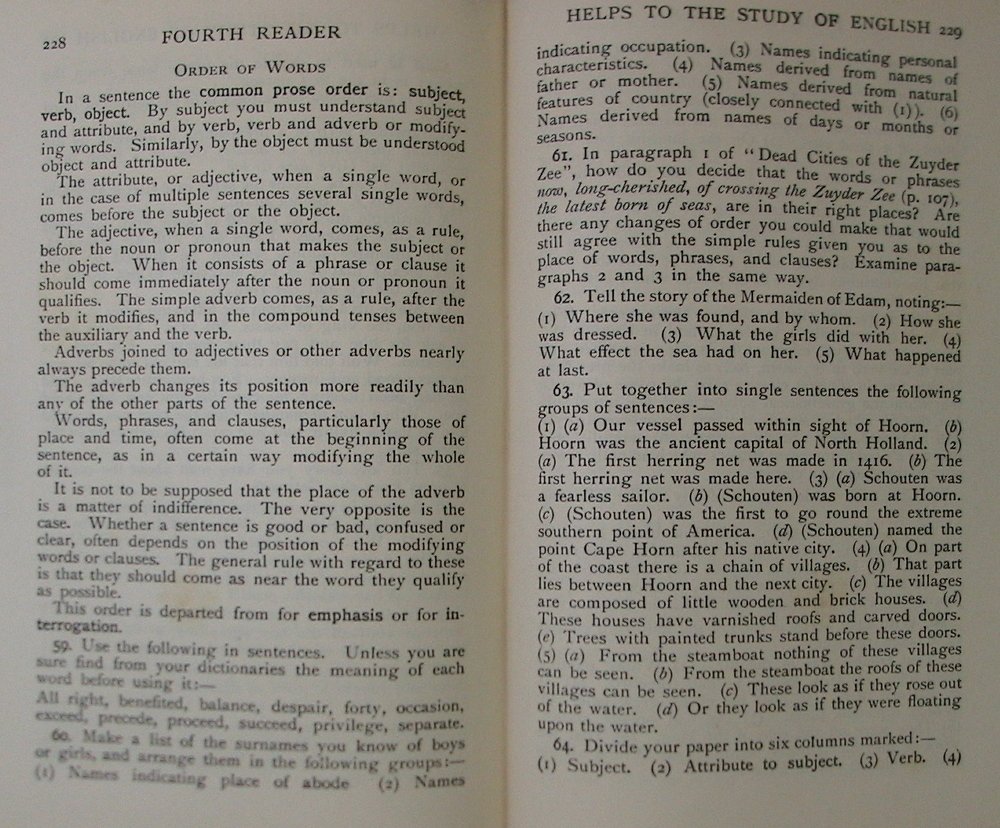 228
FOURTH READER
ORDER OF WORDS
In a sentence the common prose order is: subject,
verb, object. By subject you must understand subject
and attribute, and by verb, verb and adverb or modify-
ing words. Similarly, by the object must be understood
object and attribute.
The attribute, or adjective, when a single word, or
in the case of multiple sentences several single words,
comes before the subject or the object.
The adjective, when a single word, comes, as a rule,
before the noun or pronoun that makes the subject or
the object. When it consists of a phrase or clause it
should come immediately after the noun or pronoun it
qualifies. The simple adverb comes, as a rule, after the
verb it modifies, and in the compound tenses between
the auxiliary and the verb.
Adverbs joined to adjectives or other adverbs nearly
always precede them.
The adverb changes its position more readily than
any of the other parts of the sentence.
Words, phrases, and clauses, particularly those of
place and time, often come at the beginning of the
sentence, as in a certain way modifying the whole
of it.
It is not to be supposed that the place of the adverb
is a matter of indifference. The very opposite is the
case. Whether a sentence is good or bad, confused or
clear, often depends on the position of the modifying
words or clauses. The general rule with regard to these
is that they should come as near the word they qualify
as possible.
This order is departed from for emphasis or for in-
terrogation.
59. Use the following in sentences. Unless you are
sure find from your dictionaries the meaning of each
word before using it:—
All right, benefited, balance, despair, forty, occasion,
exceed, precede, proceed, succeed, privilege, separate.
60. Make a list of the surnames you know of boys
or girls, and arrange them in the following groups:—
(1) Names indicating place of abode (2) Names
HELPS TO THE STUDY OF ENGLISH 229
indicating occupation. (3) Names indicating personal
characteristics. (4) Names derived from names of
father or mother. (5) Names derived from natural
features of country (closely connected with (1)). (6)
Names derived from names of days or months or
seasons.
61. In paragraph 1 of "Dead Cities of the Zuyder
Zee", how do you decide that the words or phrases
now, long-cherished, of crossing the Zuyder Zee (p. 107),
the latest born of seas, are in their right places? Are
there any changes of order you could make that would
still agree with the simple rules given you as to the
place of words, phrases, and clauses? Examine para-
graphs 2 and 3 in the same way.
62. Tell the story of the Mermaiden of Edam, noting:—
(1) Where she was found, and by whom. (2) How she
was dressed. (3) What the girls did with her. (4)
What effect the sea had on her. (5) What happened
at last.
63. Put together into single sentences the following
groups of sentences:—
(1) (a) Our vessel passed within sight of Hoorn. (b)
Hoorn was the ancient capital of North Holland. (2)
(a) The first herring net was made in 1416. (b) The
first herring net was made here. (3) (a) Schouten was
a fearless sailor. (b) (Schouten) was born at Hoorn.
(c) (Schouten) was the first to go round the extreme
southern point of America. (d) (Schouten) named the
point Cape Horn after his native city. (4) (a) On part
of the coast there is a chain of villages. (b) That part
lies between Hoorn and the next city. (c) The villages
are composed of little wooden and brick houses. (d)
These houses have varnished roofs and carved doors.
(e) Trees with painted trunks stand before these doors.
(5) (a) From the steamboat nothing of these villages
can be seen. (b) From the steamboat the roofs of these
villages can be seen. (c) These look as if they rose out
of the water. (d) Or they look as if they were floating
upon the water.
64. Divide your paper into six columns marked:—
(1) Subject. (2) Attribute to subject. (3) Verb. (4)